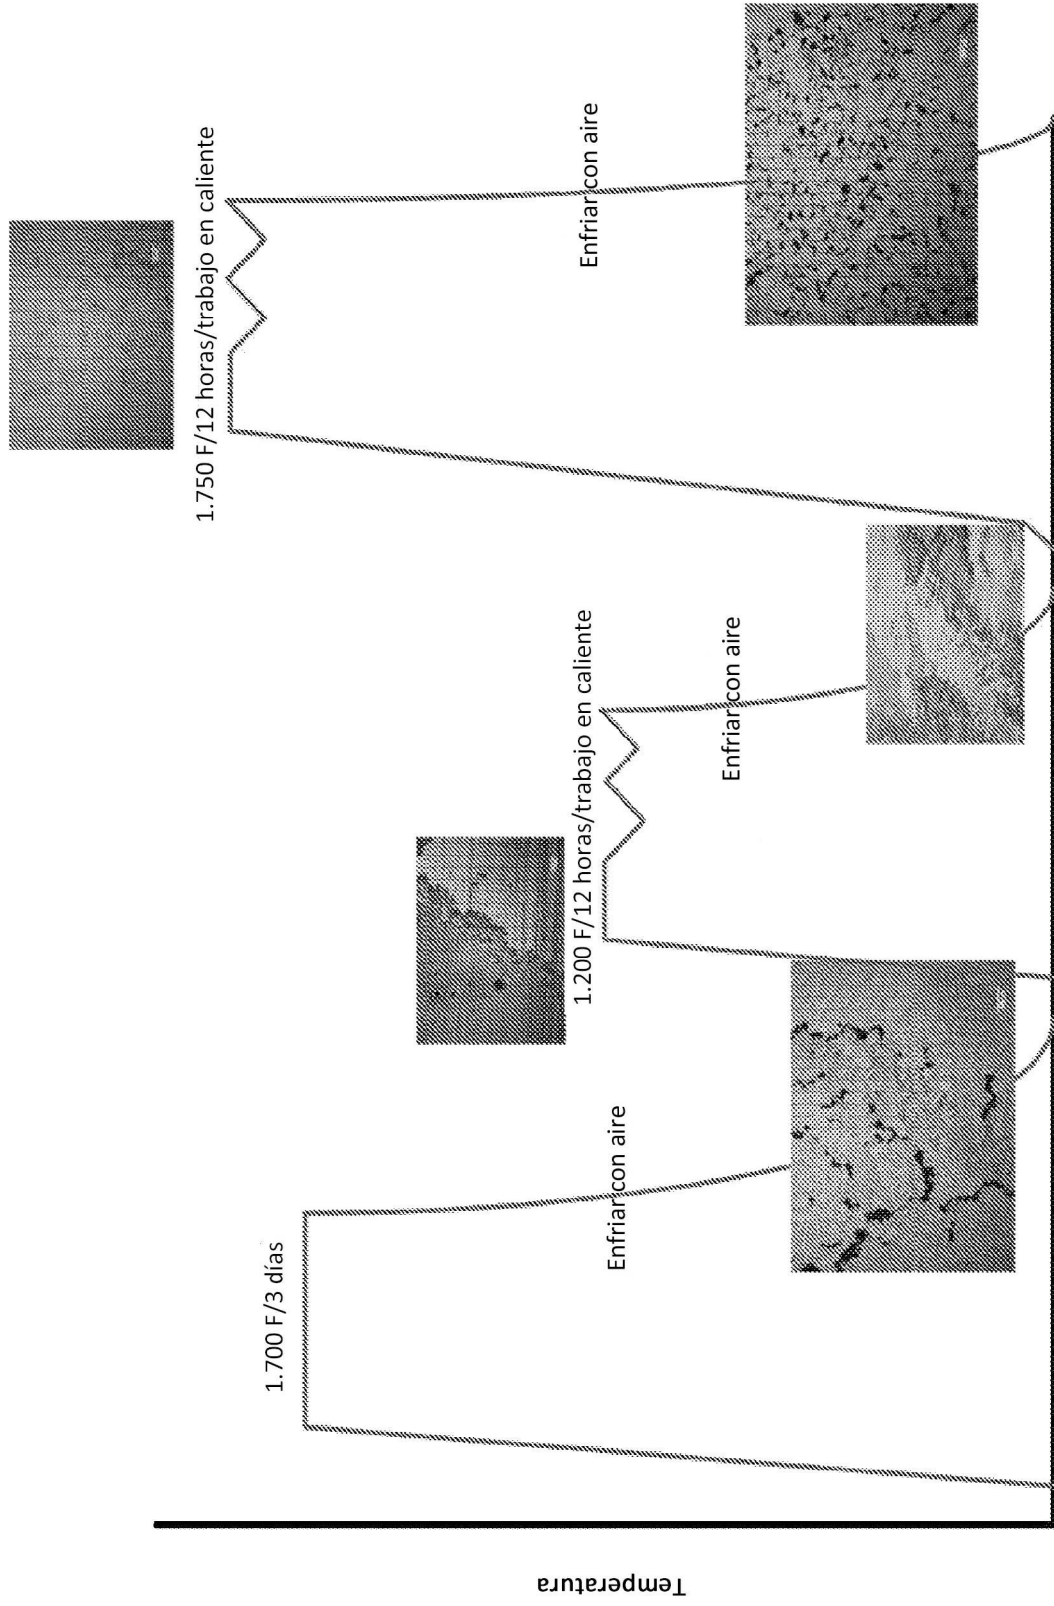 Temperatura
1.700 F/3 días
Enfriar con aire
1.200 F/12 horas/trabajo en caliente
Enfriar con aire
1.750 F/12 horas/trabajo en caliente
Enfriar con aire